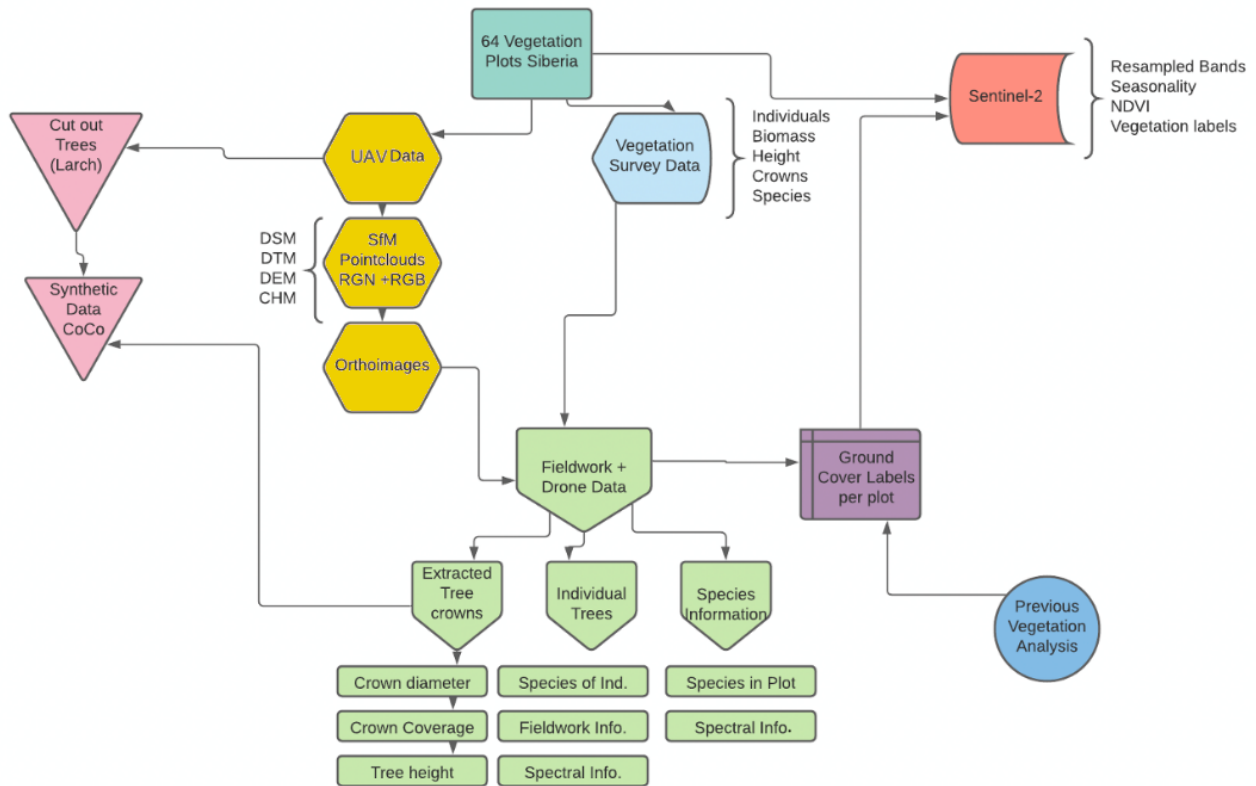 64 Vegetation
Plots Siberia
Sentinel-2
Resampled Bands
Seasonality
NDVI
Vegetation labels
Cut out
Trees
(Larch)
UAV Data
Vegetation
Survey Data
Individuals
Biomass
Height
Crowns
Species
DSM
DTM
DEM
CHM
SfM
Pointclouds
RGN +RGB
Synthetic
Data
CoCo
Orthoimages
Fieldwork +
Drone Data
Ground
Cover Labels
per plot
Extracted
Tree
crowns
Individual
Trees
Species
Information
Previous
Vegetation
Analysis
Crown diameter
Species of Ind.
Species in Plot
Crown Coverage
Fieldwork Info.
Spectral Info.
Tree height
Spectral Info.